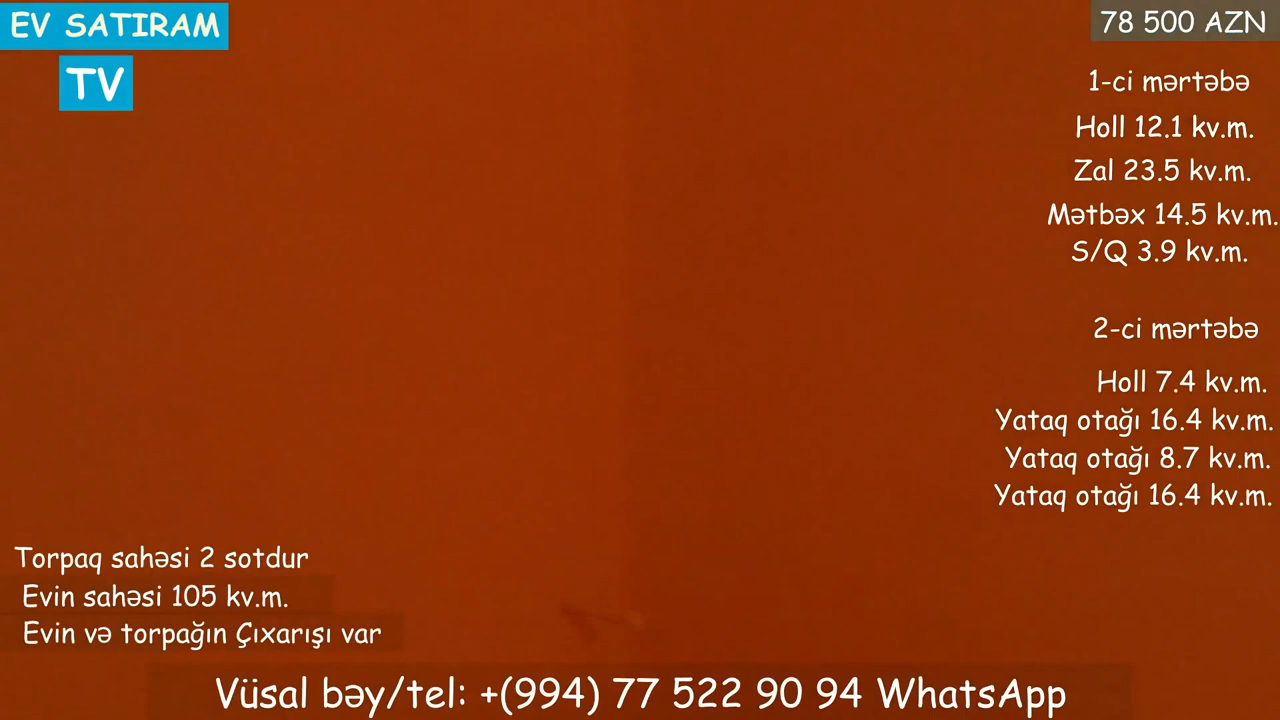 EV SATIRAM
TV
78 500 AZN
1-ci mərtəbə
Holl 12.1 kv.m.
Zal 23.5 kv.m.
Mətbəx 14.5 kv.m.
S/Q 3.9 kv.m.
2-ci mərtəbə
Holl 7.4 kv.m.
Yataq otağı 16.4 kv.m.
Yataq otağı 8.7 kv.m.
Yataq otağı 16.4 kv.m.
Torpaq sahəsi 2 sotdur
Evin sahəsi 105 kv.m.
Evin və torpağın Çıxarışı var
Vüsal bəy/tel: +(994) 77 522 90 94 WhatsApp